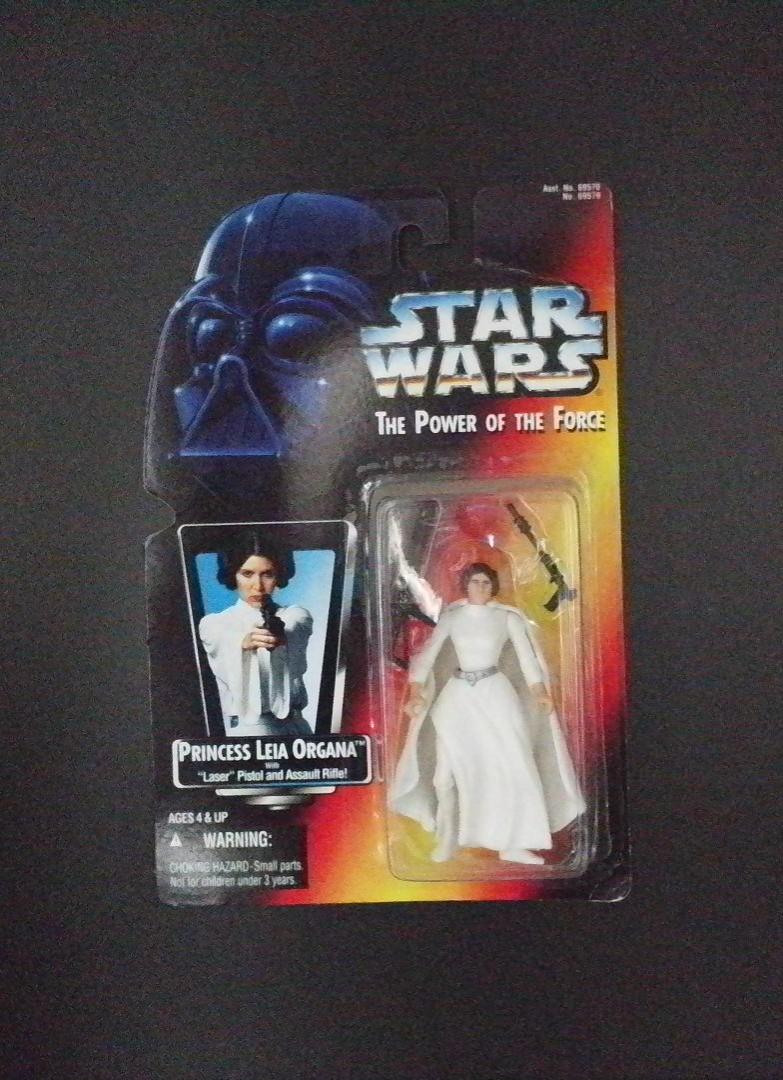 Asst. No. 69570
No. 69579
STAR
WARS
THE POWER OF THE FORCE
PRINCESS LEIA ORGANA™
With
"Laser" Pistol and Assault Rifle!
AGES 4 & UP
WARNING:
CHOKING HAZARD-Small parts.
Not for children under 3 years.